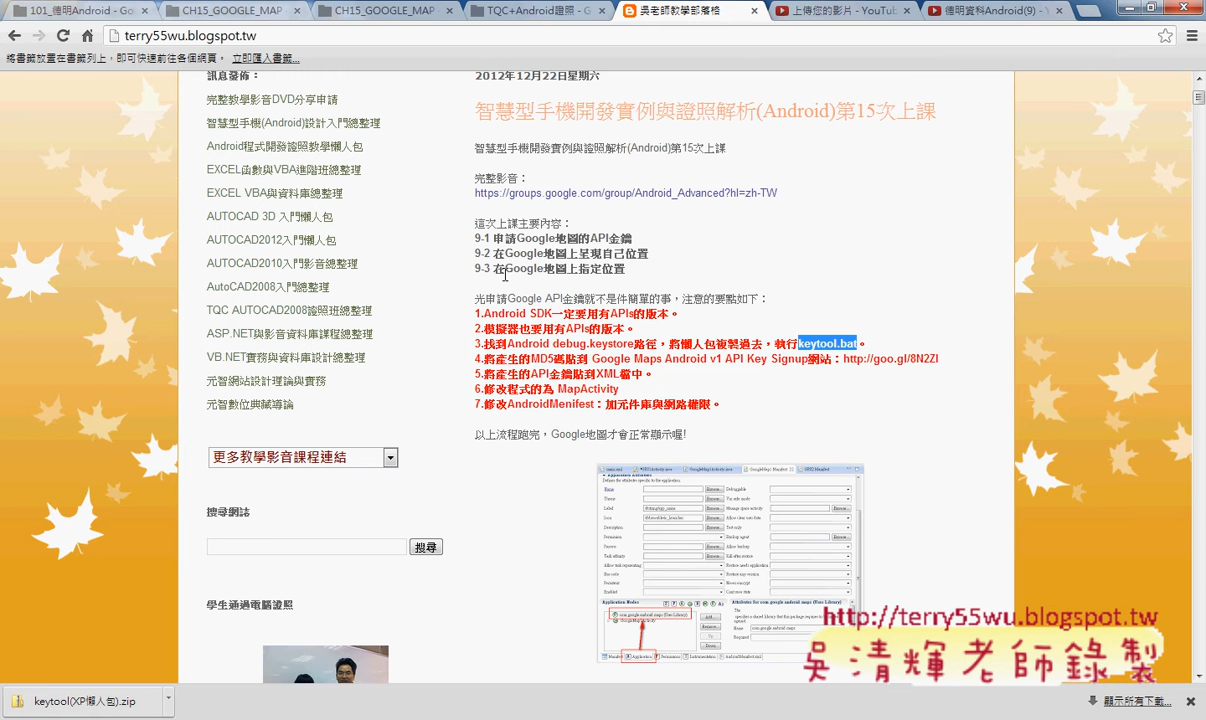 101_德明Android - Go
CH15_GOOGLE_MAP
CH15_GOOGLE_MAP
TQC+Android證照 - G
吳老師教學部落格
上傳您的影片 - YouTub
德明資科Android(9) - Y
terry55wu.blogspot.tw
將書籤放置在書籤列上，即可快速前往各個網頁。 立即匯入書籤...
訊息發佈：
完整教學影音DVD分享申請
智慧型手機(Android)設計入門總整理
Android程式開發證照教學懶人包
EXCEL函數與VBA進階班總整理
EXCEL VBA與資料庫總整理
AUTOCAD 3D 入門懶人包
AUTOCAD2012入門懶人包
AUTOCAD2010入門影音總整理
AutoCAD2008入門總整理
TQC AUTOCAD2008證照班總整理
ASP.NET與影音資料庫課程總整理
VB.NET實務與資料庫總整理
元智網站設計理論與實務
元智數位典藏導論
更多教學影音課程連結
搜尋網誌
搜尋
學生通過電腦證照
2012年12月22日星期六
智慧型手機開發實例與證照解析(Android)第15次上課
智慧型手機開發實例與證照解析(Android)第15次上課
完整影音：
https://groups.google.com/group/Android_Advanced?hl=zh-TW
這次上課主要內容：
9-1 申請Google地圖的API金鑰
9-2 在Google地圖上呈現自己位置
9-3 在Google地圖上指定位置
光申請Google API金鑰就不是件簡單的事，注意的要點如下：
1.Android SDK一定要用有APIs的版本。
2.模擬器也要用有APIs的版本。
3.找到Android debug.keystore路徑，將懶人包複製過去，執行keytool.bat。
4.將產生的MD5碼貼到 Google Maps Android v1 API Key Signup網站：http://goo.gl/8N2ZI
5.將產生的API金鑰貼到XML檔中。
6.修改程式的為 MapActivity
7.修改AndroidMenifest：加元件庫與網路權限。
以上流程跑完，Google地圖才會正常顯示喔!
http://terry55wu.blogspot.tw
吳清輝老師錄製
keytool(XP懶人包).zip
顯示所有下載...